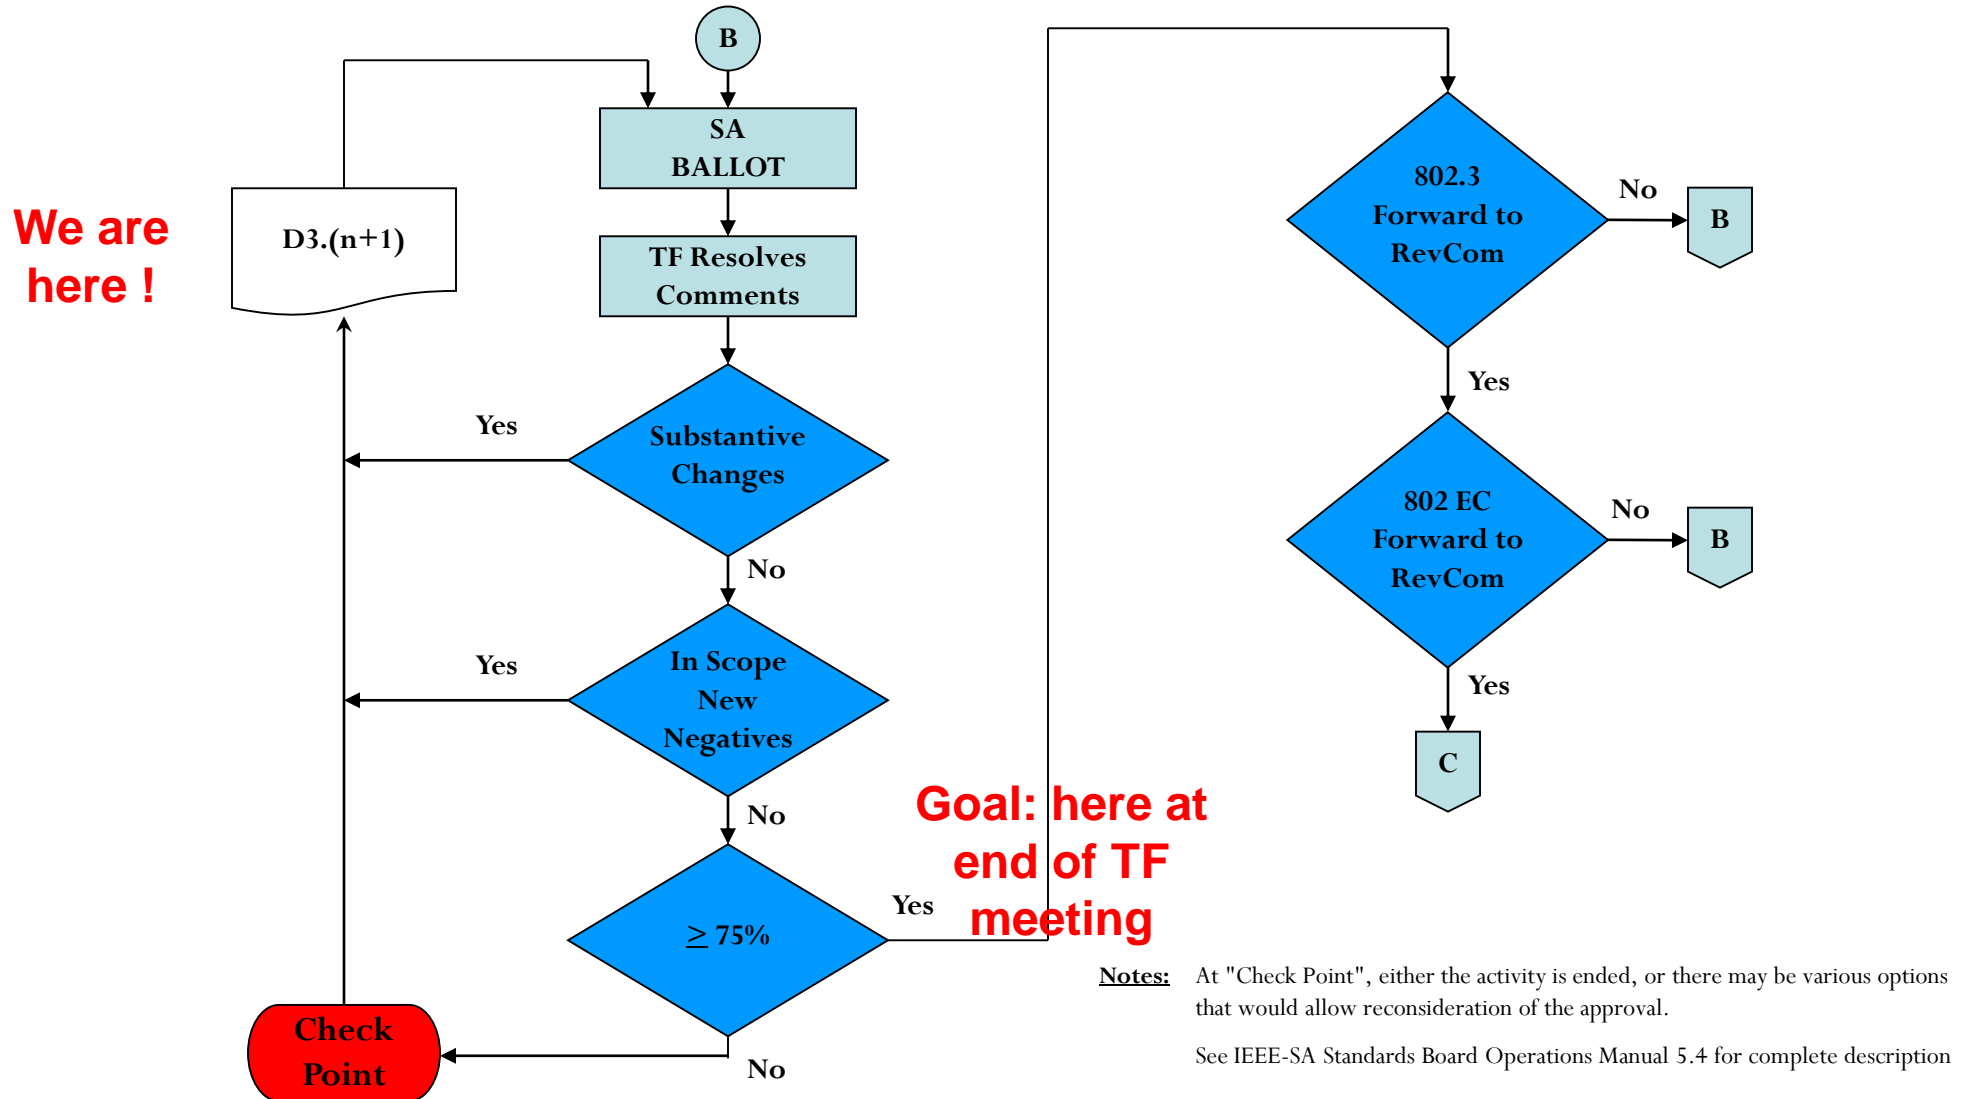 B
SA
BALLOT
We are
here !
D3.(n+1)
TF Resolves
Comments
Yes
Substantive
Changes
No
Yes
In Scope
New
Negatives
No
≥ 75%
Yes
No
Check
Point
Goal: here at
end of TF
meeting
802.3
Forward to
RevCom
No
B
Yes
802 EC
Forward to
RevCom
No
B
Yes
C
Notes: At "Check Point", either the activity is ended, or there may be various options
that would allow reconsideration of the approval.
See IEEE-SA Standards Board Operations Manual 5.4 for complete description